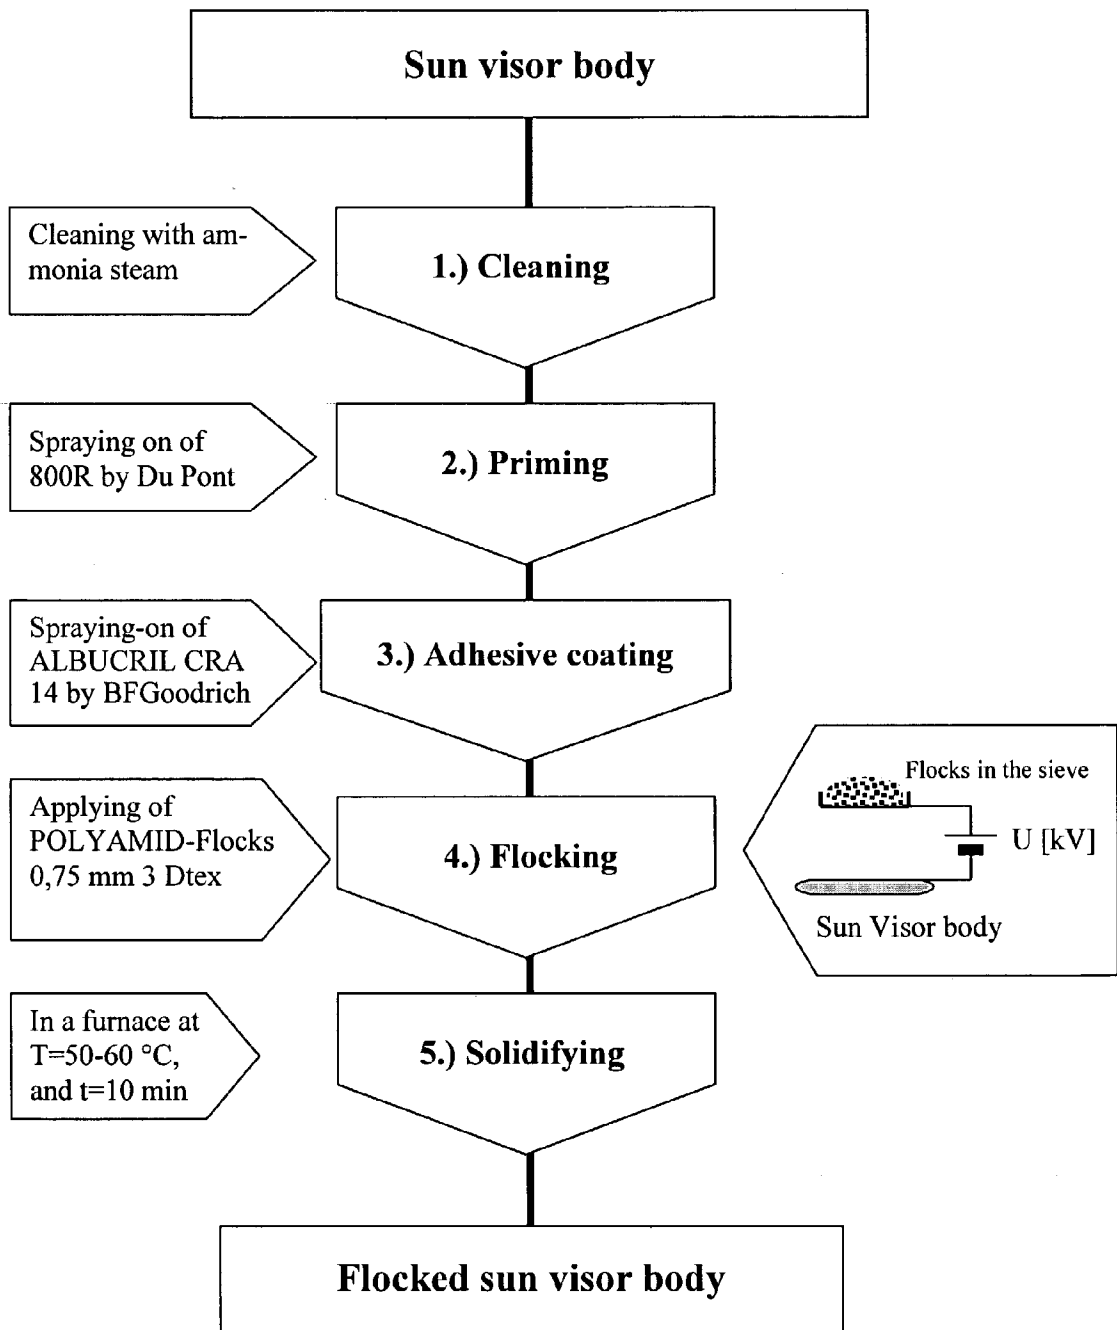 Sun visor body
Cleaning with am-
monia steam
1.) Cleaning
Spraying on of
800R by Du Pont
2.) Priming
Spraying-on of
ALBUCRIL CRA
14 by BFGoodrich
3.) Adhesive coating
Applying of
POLYAMID-Flocks
0,75 mm 3 Dtex
4.) Flocking
Flocks in the sieve
U [kV]
Sun Visor body
In a furnace at
T=50-60 °C,
and t=10 min
5.) Solidifying
Flocked sun visor body